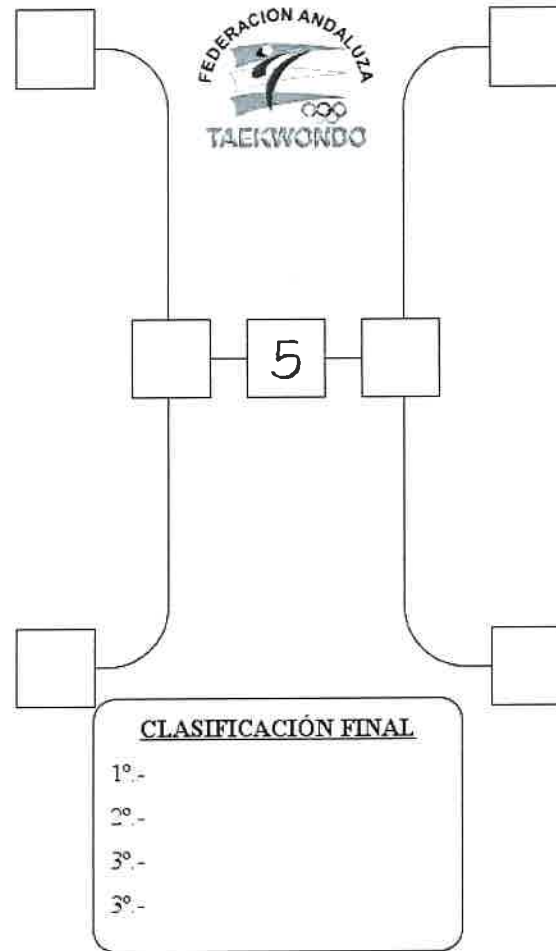 FEDERACION ANDALUZA
TAEKWONDO
5
CLASIFICACIÓN FINAL
1º.-
2º.-
3º.-
3º.-